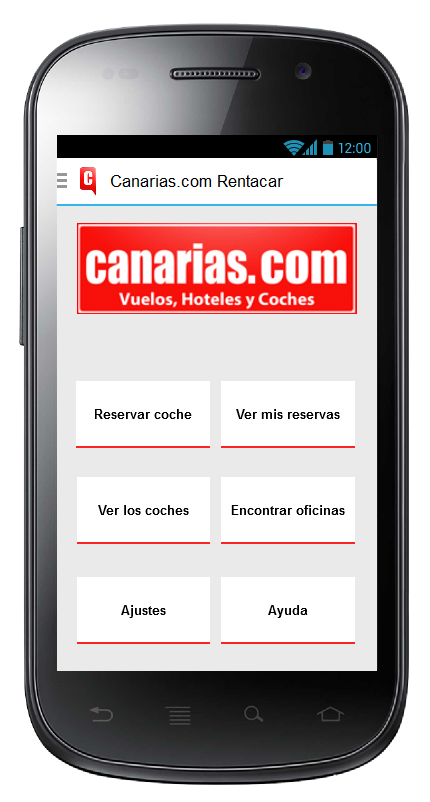 12:00
C Canarias.com Rentacar
canarias.com
Vuelos, Hoteles y Coches
Reservar coche
Ver mis reservas
Ver los coches
Encontrar oficinas
Ajustes
Ayuda